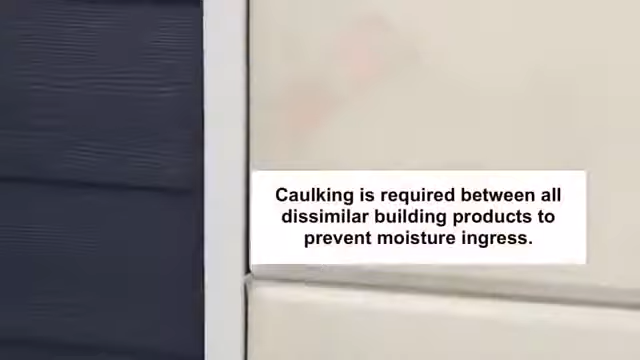 Caulking is required between all
dissimilar building products to
prevent moisture ingress.